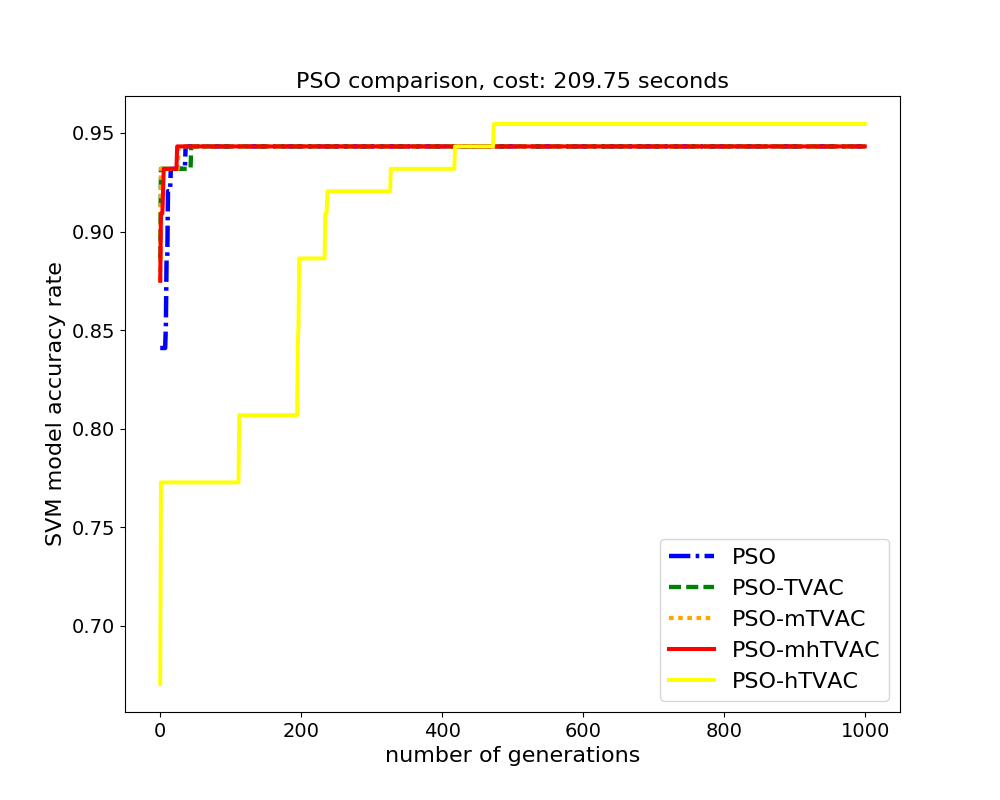 PSO comparison, cost: 209.75 seconds
SVM model accuracy rate
0.95
0.90
0.85
0.80
0.75
0.70
PSO
PSO-TVAC
PSO-mTVAC
PSO-mhTVAC
PSO-hTVAC
0 200 400 600 800 1000
number of generations